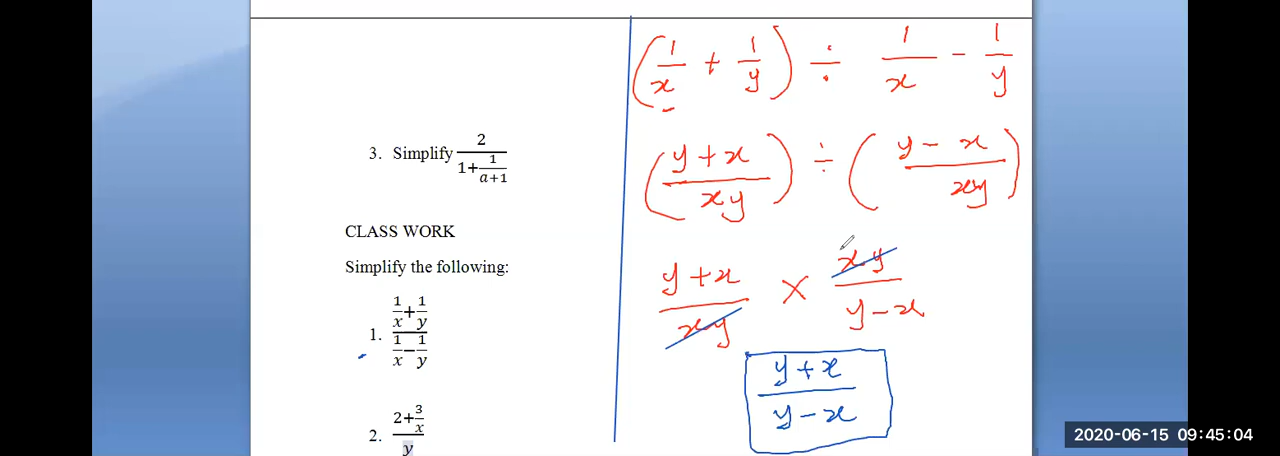 3. Simplify 2/(1+1/(a+1))
CLASS WORK
Simplify the following:
1. (1/x+1/y)/(1/x−1/y)
2. (2+3/x)/y
(1/x + 1/y) ÷ 1/x − 1/y
((y+x)/xy) ÷ ((y−x)/xy)
(y+x)/xy × xy/(y−x)
(y+x)/(y−x)
2020-06-15 09:45:04